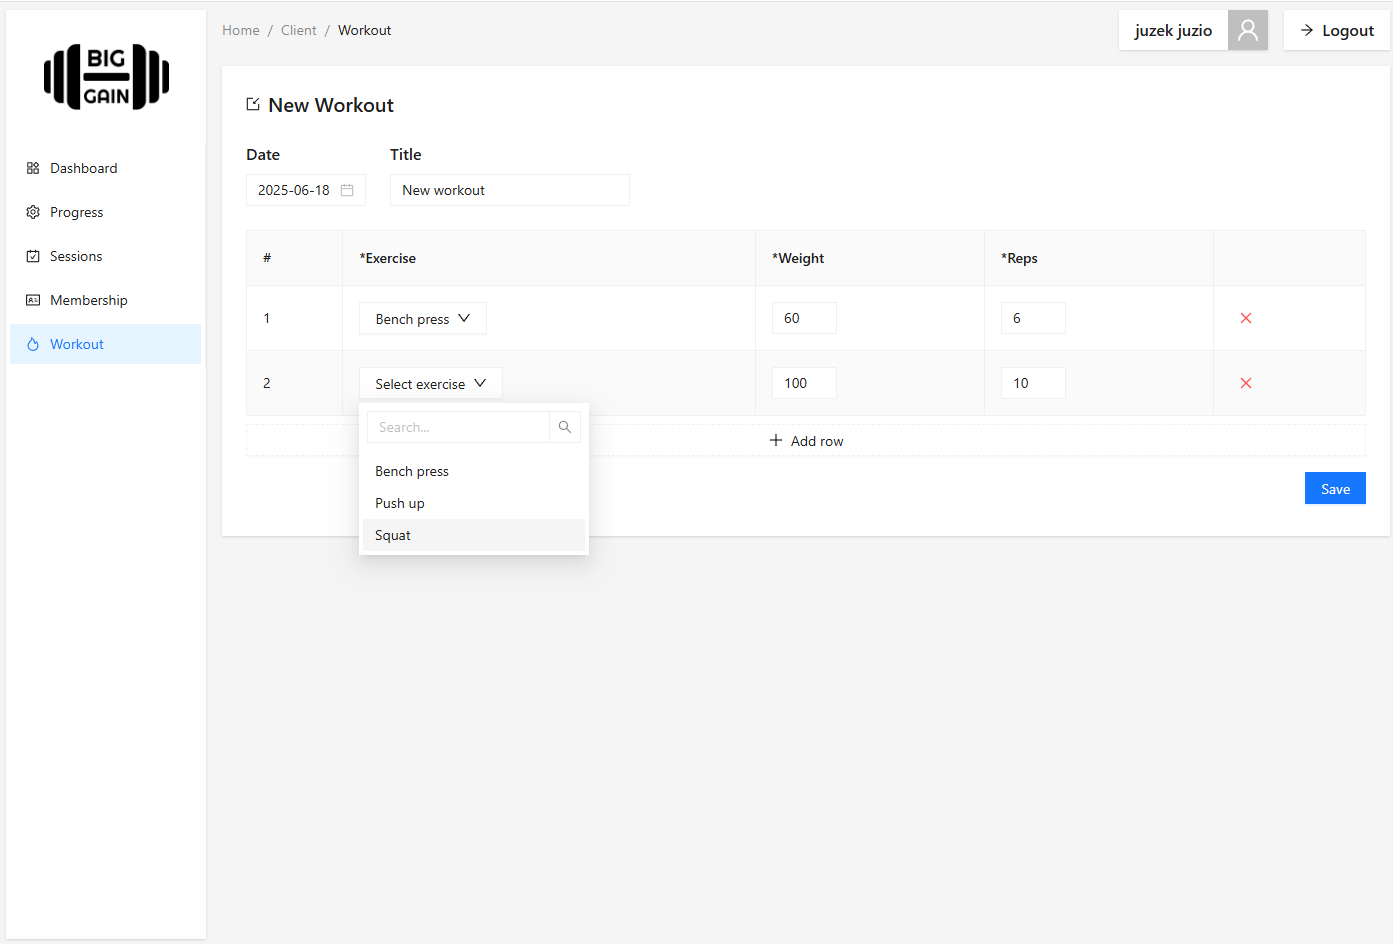 BIG
GAIN
Home / Client / Workout
juzek juzio
Logout
Dashboard
Progress
Sessions
Membership
Workout
New Workout
Date Title
2025-06-18 New workout
# *Exercise *Weight *Reps
1 Bench press 60 6
2 Select exercise 100 10
Search...
Bench press
Push up
Squat
Add row
Save